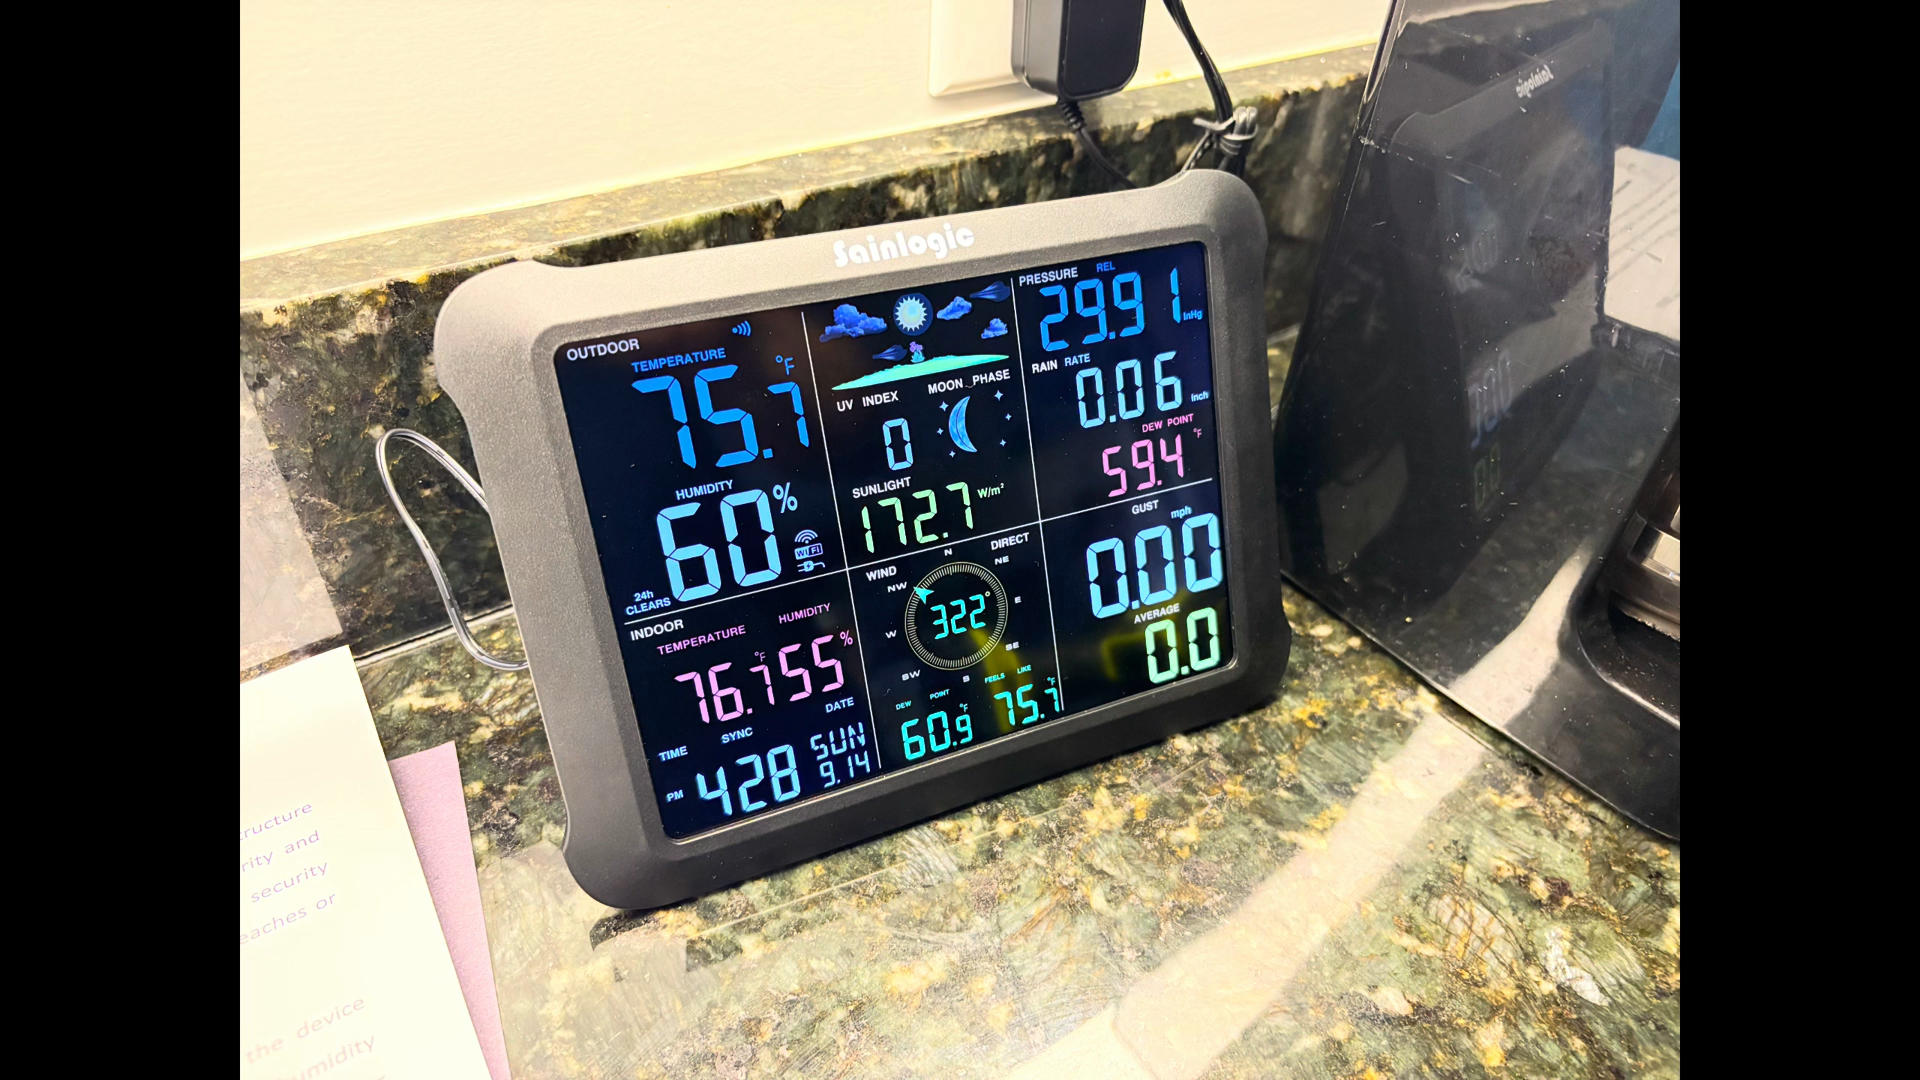 Sainlogic
OUTDOOR
TEMPERATURE
75.7 °F
HUMIDITY
60%
WiFi
24h
CLEARS
UV INDEX
0
MOON PHASE
SUNLIGHT
172.7 W/m²
PRESSURE REL
29.91 InHg
RAIN RATE
0.06 Inch
DEW POINT
59.4 °F
INDOOR
TEMPERATURE HUMIDITY
76.1 °F 55%
TIME SYNC DATE
PM 428 SUN
9.14
WIND DIRECT
N
NW NE
W E
SW SE
S
322°
DEW POINT FEELS LIKE
60.9 °F 75.7 °F
GUST mph
0.00
AVERAGE
0.0
ructure
rity and
security
eaches or
the device
umidity
Sainlogic